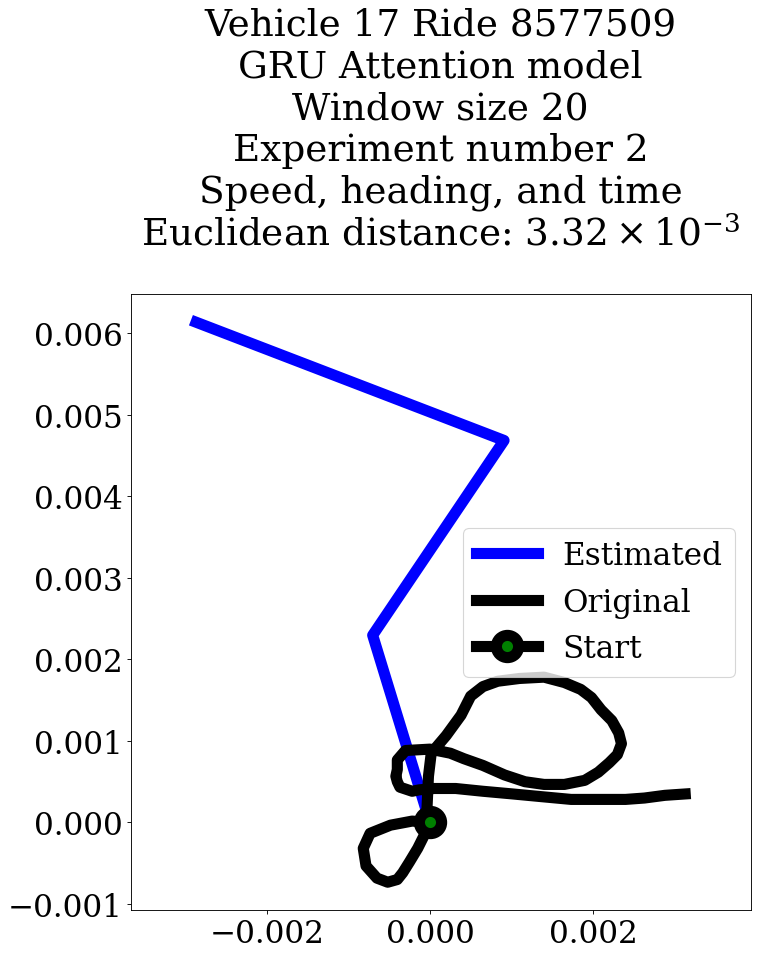 Vehicle 17 Ride 8577509
GRU Attention model
Window size 20
Experiment number 2
Speed, heading, and time
Euclidean distance: 3.32 × 10⁻³
0.006
0.005
0.004
0.003
0.002
0.001
0.000
−0.001
Estimated
Original
Start
−0.002 0.000 0.002